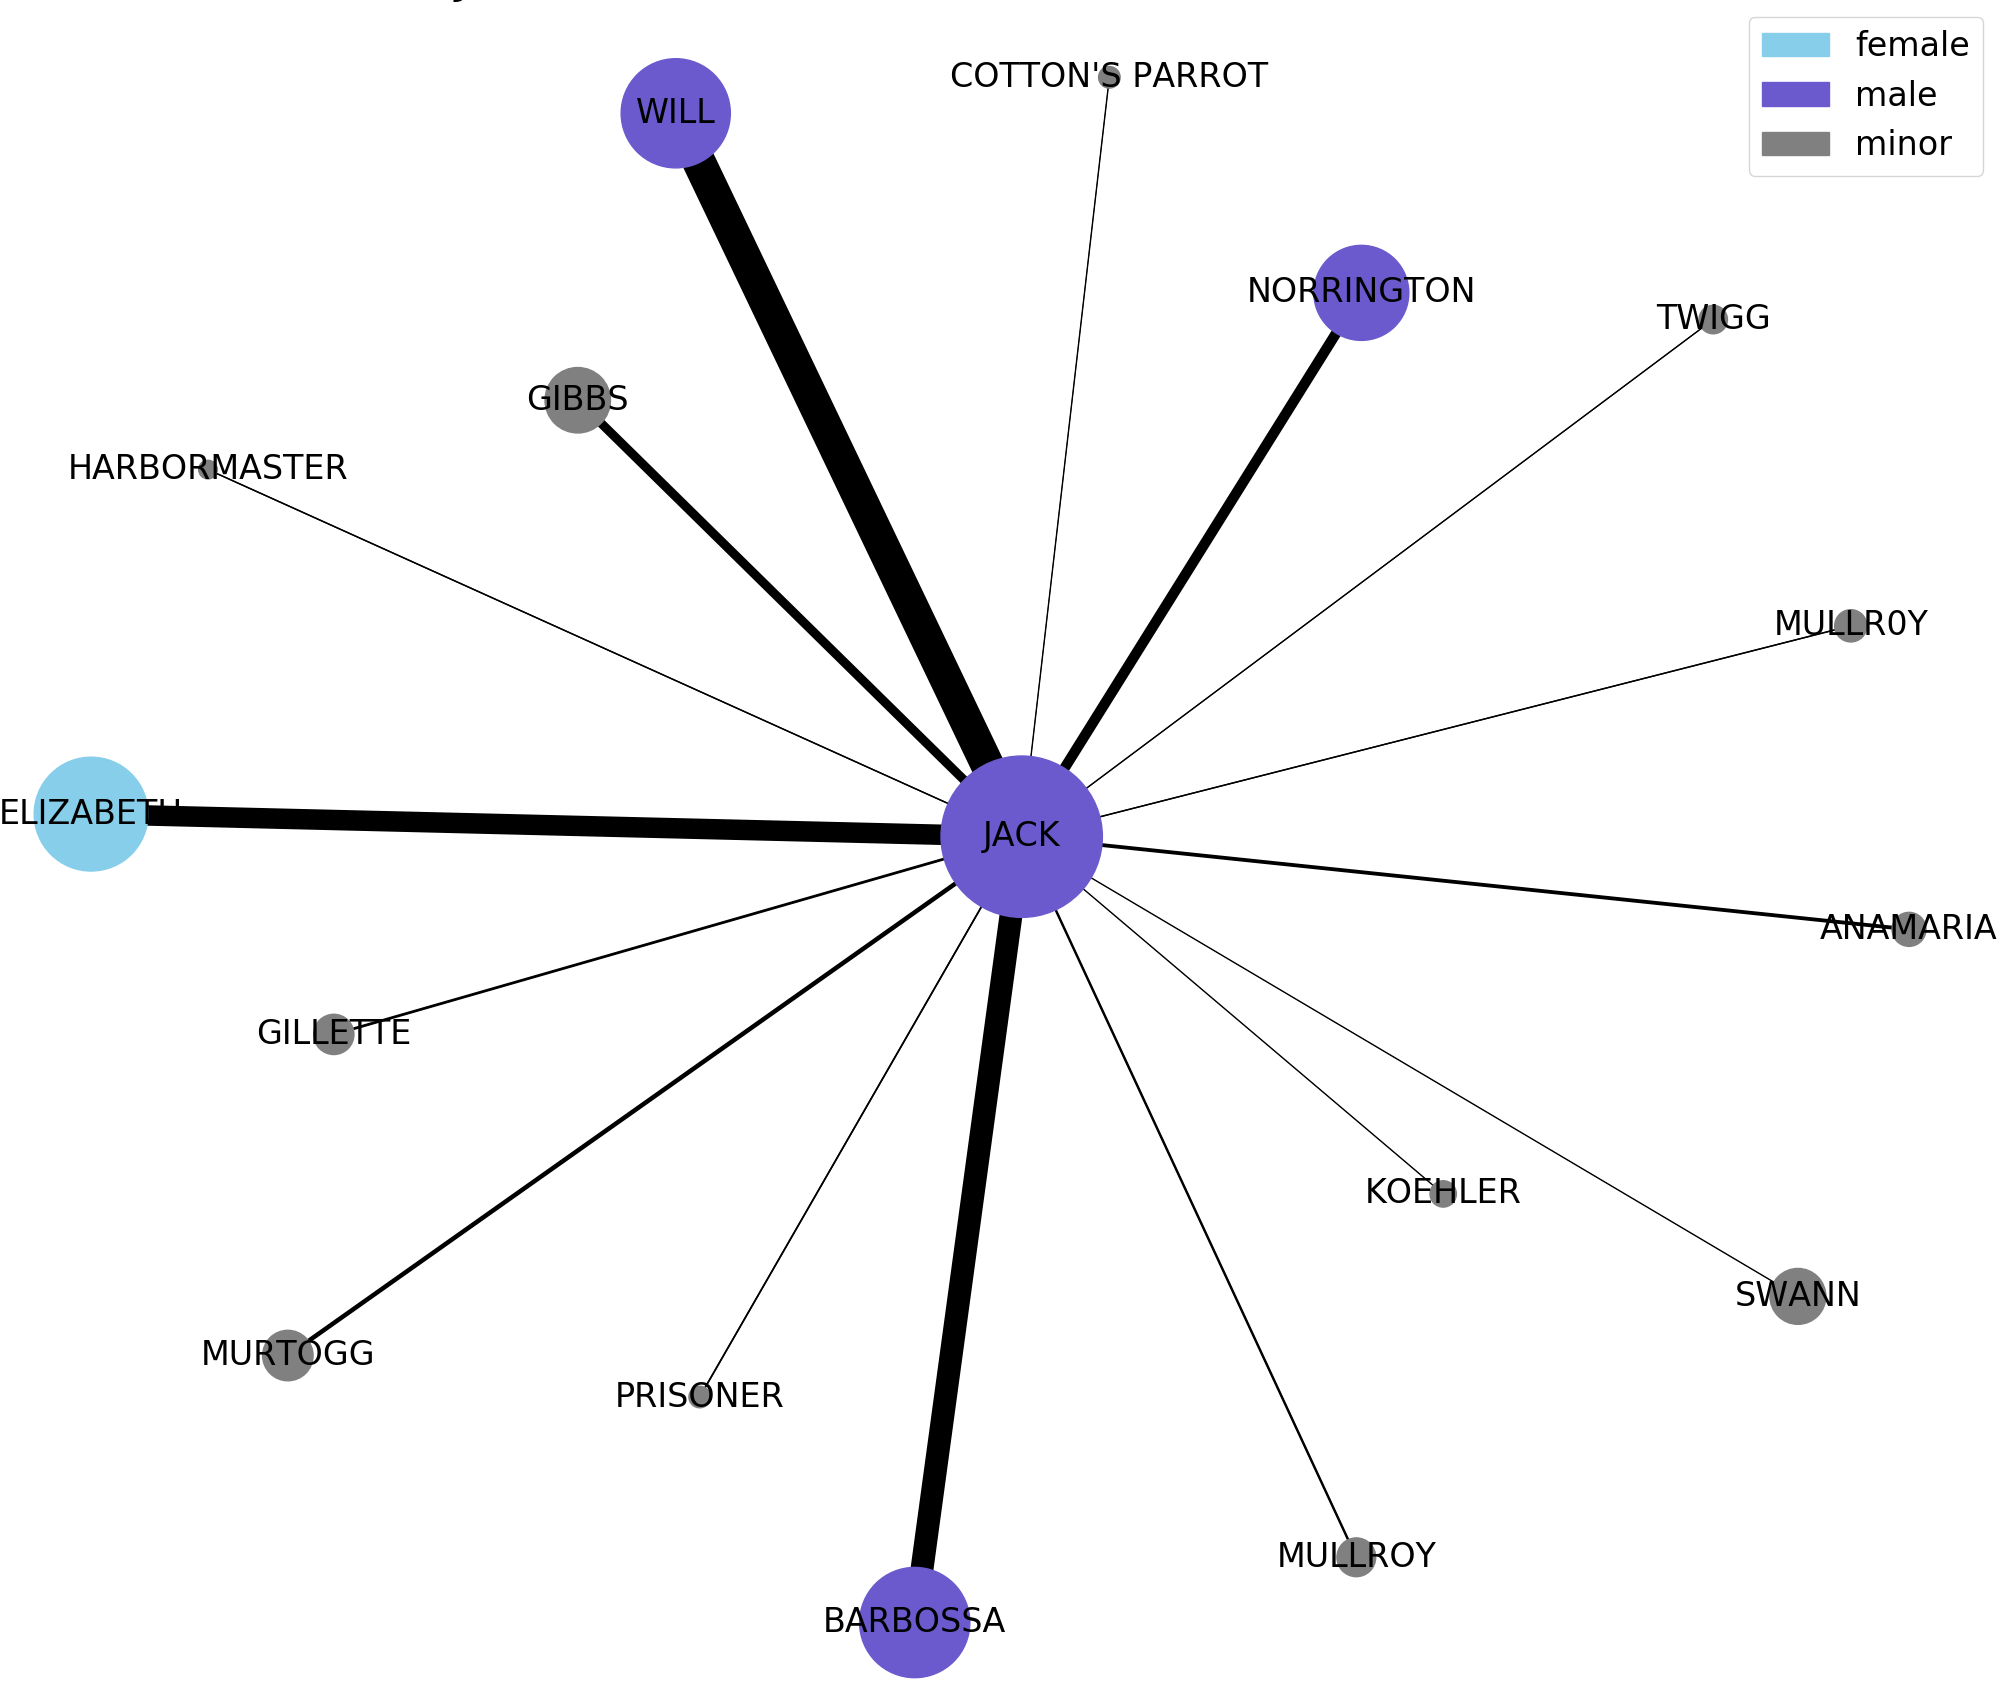 female
COTTON'S PARROT
male
WILL
minor
NORRINGTON
TWIGG
GIBBS
HARBORMASTER
MULLR0Y
ELIZABETH
JACK
ANAMARIA
GILLETTE
KOEHLER
SWANN
MURTOGG
PRISONER
MULLROY
BARBOSSA